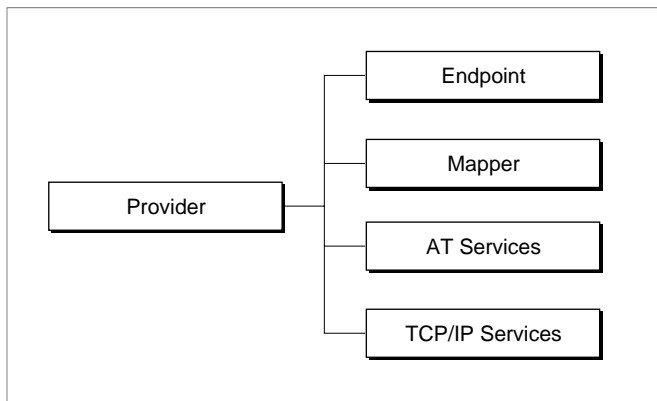 Endpoint
Mapper
Provider
AT Services
TCP/IP Services